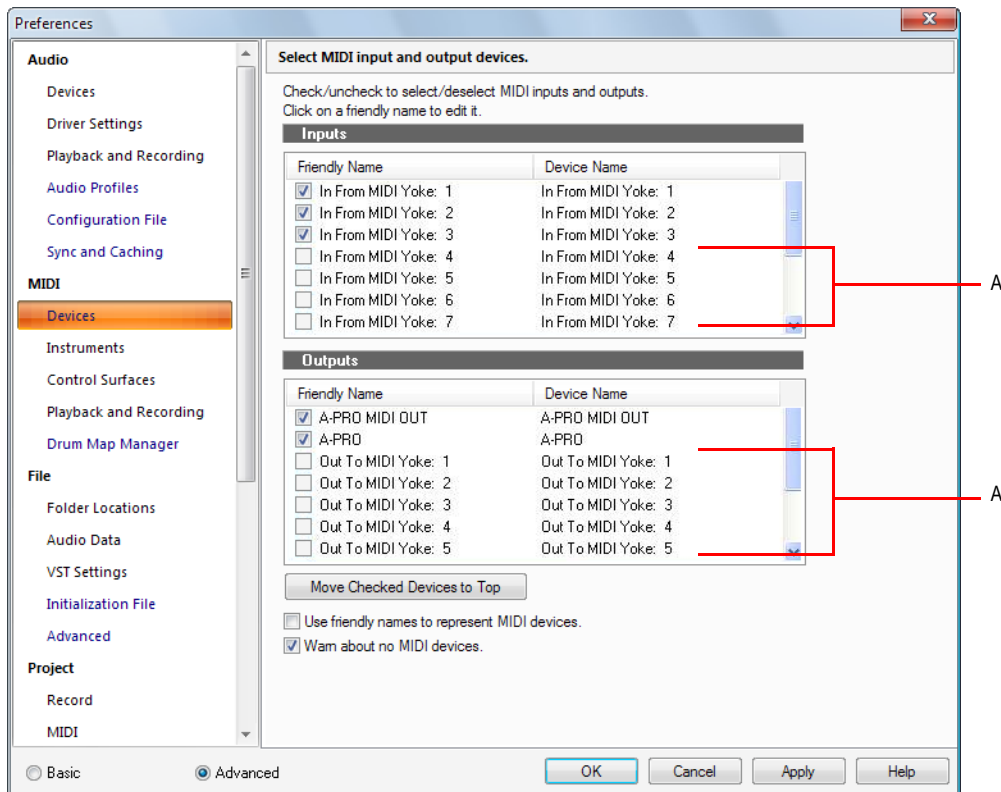 Preferences
Audio
Devices
Driver Settings
Playback and Recording
Audio Profiles
Configuration File
Sync and Caching
MIDI
Devices
Instruments
Control Surfaces
Playback and Recording
Drum Map Manager
File
Folder Locations
Audio Data
VST Settings
Initialization File
Advanced
Project
Record
MIDI
Basic
Advanced
Select MIDI input and output devices.
Check/uncheck to select/deselect MIDI inputs and outputs.
Click on a friendly name to edit it.
Inputs
Friendly Name Device Name
In From MIDI Yoke: 1 In From MIDI Yoke: 1
In From MIDI Yoke: 2 In From MIDI Yoke: 2
In From MIDI Yoke: 3 In From MIDI Yoke: 3
In From MIDI Yoke: 4 In From MIDI Yoke: 4
In From MIDI Yoke: 5 In From MIDI Yoke: 5
In From MIDI Yoke: 6 In From MIDI Yoke: 6
In From MIDI Yoke: 7 In From MIDI Yoke: 7
A
Outputs
Friendly Name Device Name
A-PRO MIDI OUT A-PRO MIDI OUT
A-PRO A-PRO
Out To MIDI Yoke: 1 Out To MIDI Yoke: 1
Out To MIDI Yoke: 2 Out To MIDI Yoke: 2
Out To MIDI Yoke: 3 Out To MIDI Yoke: 3
Out To MIDI Yoke: 4 Out To MIDI Yoke: 4
Out To MIDI Yoke: 5 Out To MIDI Yoke: 5
A
Move Checked Devices to Top
Use friendly names to represent MIDI devices.
Warn about no MIDI devices.
OK Cancel Apply Help